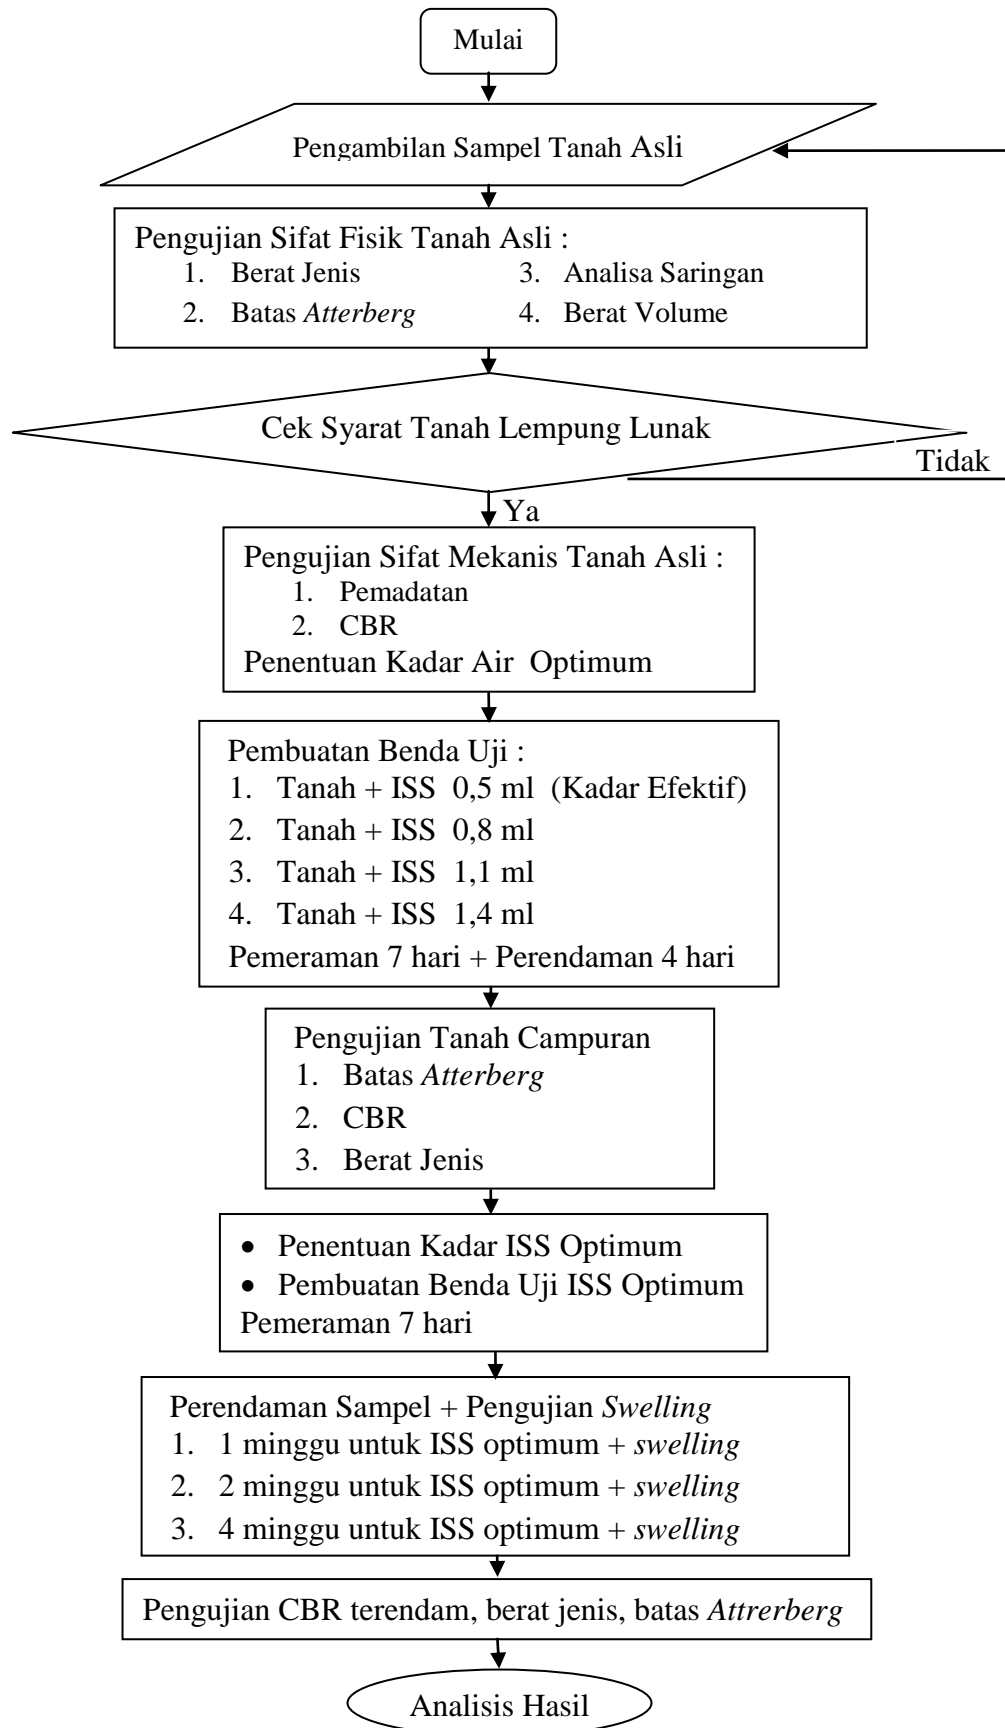 Mulai
Pengambilan Sampel Tanah Asli
Pengujian Sifat Fisik Tanah Asli :
1. Berat Jenis 3. Analisa Saringan
2. Batas Atterberg 4. Berat Volume
Cek Syarat Tanah Lempung Lunak
Tidak
Ya
Pengujian Sifat Mekanis Tanah Asli :
1. Pemadatan
2. CBR
Penentuan Kadar Air Optimum
Pembuatan Benda Uji :
1. Tanah + ISS 0,5 ml (Kadar Efektif)
2. Tanah + ISS 0,8 ml
3. Tanah + ISS 1,1 ml
4. Tanah + ISS 1,4 ml
Pemeraman 7 hari + Perendaman 4 hari
Pengujian Tanah Campuran
1. Batas Atterberg
2. CBR
3. Berat Jenis
• Penentuan Kadar ISS Optimum
• Pembuatan Benda Uji ISS Optimum
Pemeraman 7 hari
Perendaman Sampel + Pengujian Swelling
1. 1 minggu untuk ISS optimum + swelling
2. 2 minggu untuk ISS optimum + swelling
3. 4 minggu untuk ISS optimum + swelling
Pengujian CBR terendam, berat jenis, batas Attrerberg
Analisis Hasil